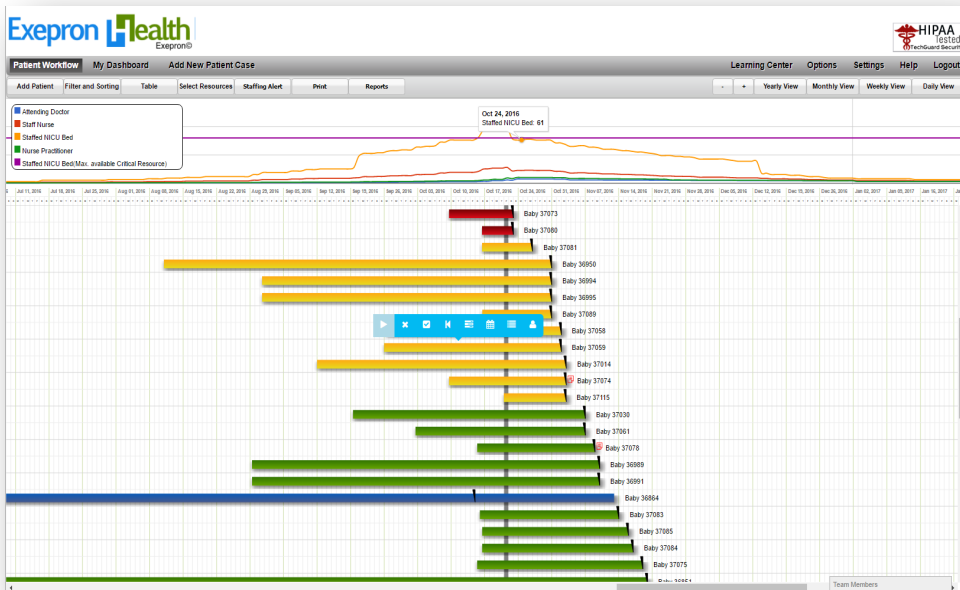 Exepron Health
Exepron©
HIPAA
Tested
TechGuard Securit
Patient Workflow My Dashboard Add New Patient Case Learning Center Options Settings Help Logout
Add Patient Filter and Sorting Table Select Resources Staffing Alert Print Reports - + Yearly View Monthly View Weekly View Daily View
Attending Doctor
Staff Nurse
Staffed NICU Bed
Nurse Practitioner
Staffed NICU Bed(Max. available Critical Resource)
Oct 24, 2016
Staffed NICU Bed: 61
Jul 11, 2016 Jul 18, 2016 Jul 25, 2016 Aug 01, 2016 Aug 08, 2016 Aug 15, 2016 Aug 22, 2016 Aug 29, 2016 Sep 05, 2016 Sep 12, 2016 Sep 19, 2016 Sep 26, 2016 Oct 03, 2016 Oct 10, 2016 Oct 17, 2016 Oct 24, 2016 Oct 31, 2016 Nov 07, 2016 Nov 14, 2016 Nov 21, 2016 Nov 28, 2016 Dec 05, 2016 Dec 12, 2016 Dec 19, 2016 Dec 26, 2016 Jan 02, 2017 Jan 09, 2017 Jan 16, 2017
Baby 37073
Baby 37080
Baby 37081
Baby 36950
Baby 36994
Baby 36995
Baby 37089
Baby 37058
Baby 37059
Baby 37014
Baby 37074
Baby 37115
Baby 37030
Baby 37061
Baby 37078
Baby 36989
Baby 36991
Baby 36864
Baby 37083
Baby 37085
Baby 37084
Baby 37075
Baby 36851
Team Members